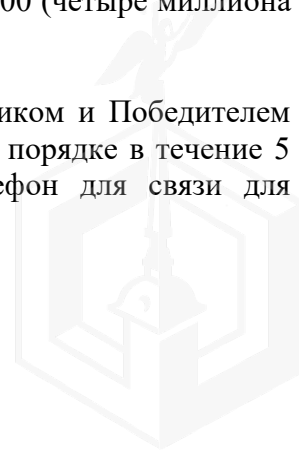 00 (четыре миллиона
иком и Победителем
порядке в течение 5
ефон для связи для